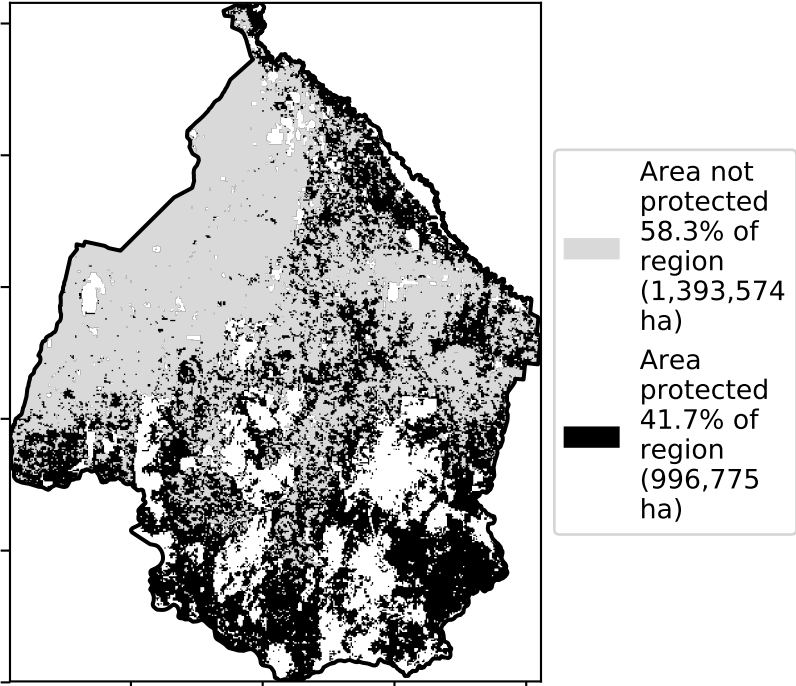 Area not
protected
58.3% of
region
(1,393,574
ha)
Area
protected
41.7% of
region
(996,775
ha)